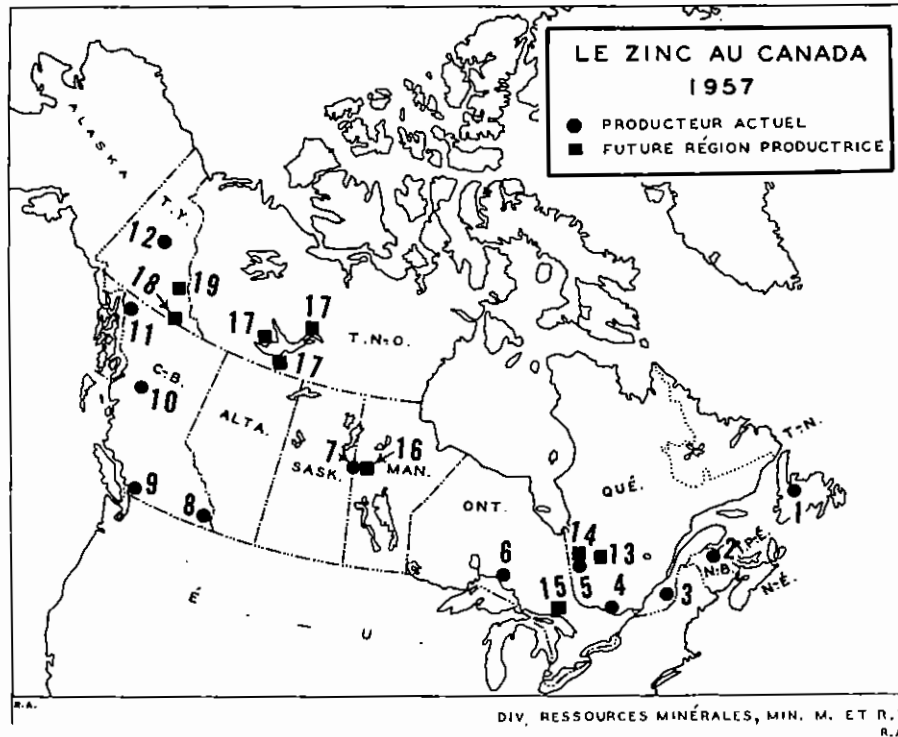 LE ZINC AU CANADA
1957
● PRODUCTEUR ACTUEL
■ FUTURE RÉGION PRODUCTRICE
ALASKA
T.Y.
12
19
18
17
17
17
11
T.N.-O.
C.-B.
10
ALTA.
7
16
SASK.
MAN.
9
8
ONT.
QUÉ.
T.-N.
1
14
13
2
P.-É.
N.-B.
N.-É.
6
5
15
4
3
É
U
R.A.
DIV. RESSOURCES MINÉRALES, MIN. M. ET R.
R.